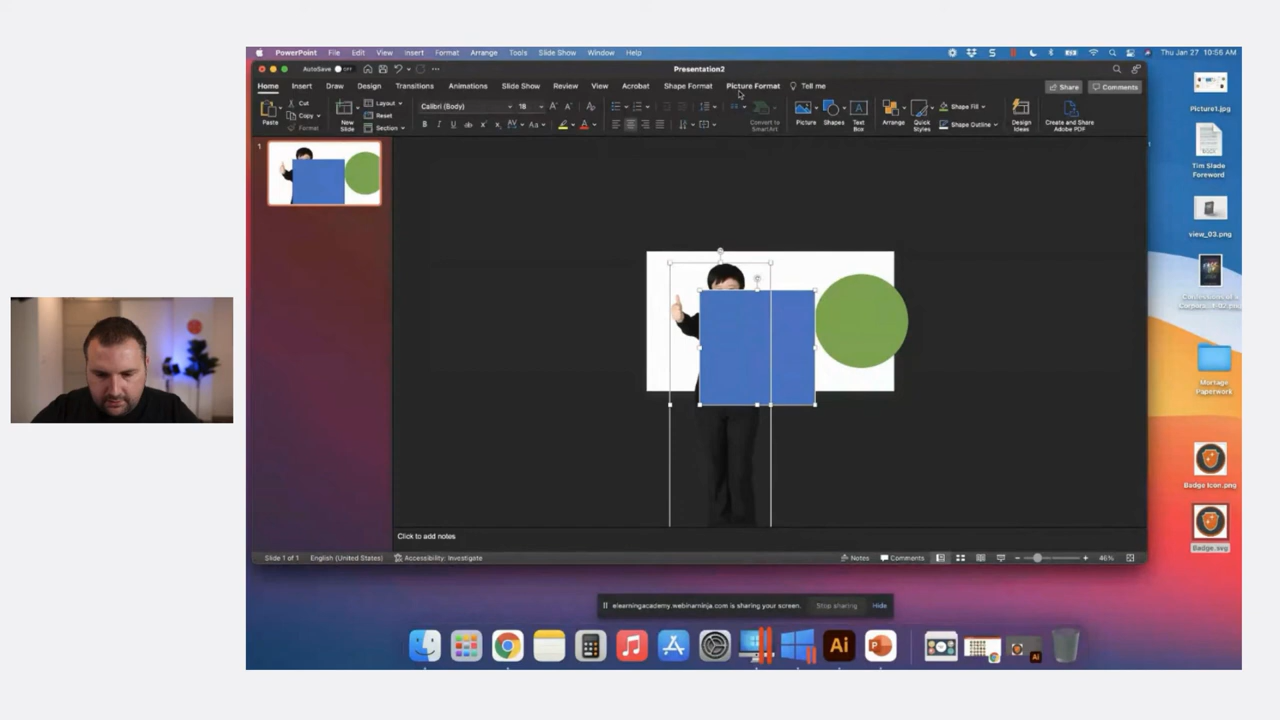 PowerPoint File Edit View Insert Format Arrange Tools Slide Show Window Help
Thu Jan 27 10:56 AM
AutoSave OFF
Presentation2
Home Insert Draw Design Transitions Animations Slide Show Review View Acrobat Shape Format Picture Format Tell me
Share Comments
Paste
Cut
Copy
Format
New Slide
Layout
Reset
Section
Calibri (Body) 18
Convert to SmartArt
Picture
Shapes
Text Box
Arrange
Quick Styles
Shape Fill
Shape Outline
Design Ideas
Create and Share Adobe PDF
1
Picture1.jpg
Tim Slade
Foreword
view_03.png
Mortage
Paperwork
Badge Icon.png
Badge.svg
Click to add notes
Slide 1 of 1 English (United States) Accessibility: Investigate
Notes Comments 46%
elearningacademy.webinarninja.com is sharing your screen. Stop sharing Hide
Ai
P